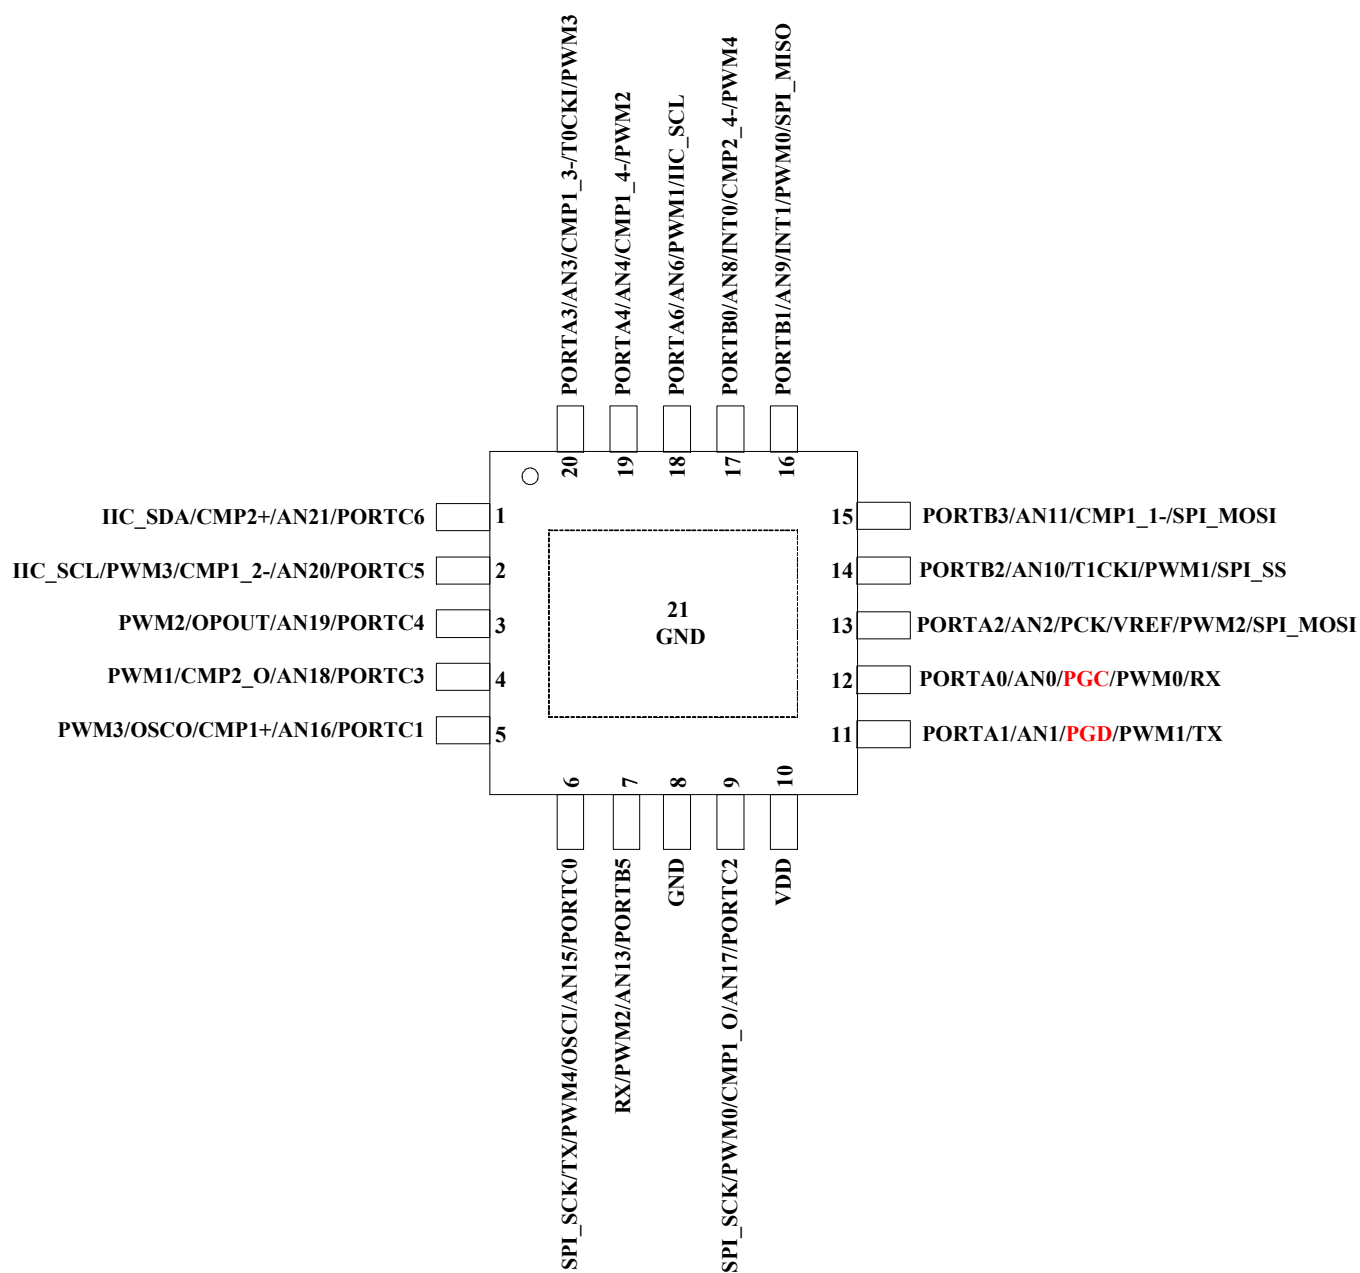 PORTA3/AN3/CMP1_3-/T0CKI/PWM3
PORTA4/AN4/CMP1_4-/PWM2
PORTA6/AN6/PWM1/IIC_SCL
PORTB0/AN8/INT0/CMP2_4-/PWM4
PORTB1/AN9/INT1/PWM0/SPI_MISO
20
19
18
17
16
IIC_SDA/CMP2+/AN21/PORTC6
1
15
PORTB3/AN11/CMP1_1-/SPI_MOSI
IIC_SCL/PWM3/CMP1_2-/AN20/PORTC5
2
14
PORTB2/AN10/T1CKI/PWM1/SPI_SS
PWM2/OPOUT/AN19/PORTC4
3
21
GND
13
PORTA2/AN2/PCK/VREF/PWM2/SPI_MOSI
PWM1/CMP2_O/AN18/PORTC3
4
12
PORTA0/AN0/PGC/PWM0/RX
PWM3/OSCO/CMP1+/AN16/PORTC1
5
11
PORTA1/AN1/PGD/PWM1/TX
6
7
8
9
10
SPI_SCK/TX/PWM4/OSCI/AN15/PORTC0
RX/PWM2/AN13/PORTB5
GND
SPI_SCK/PWM0/CMP1_O/AN17/PORTC2
VDD